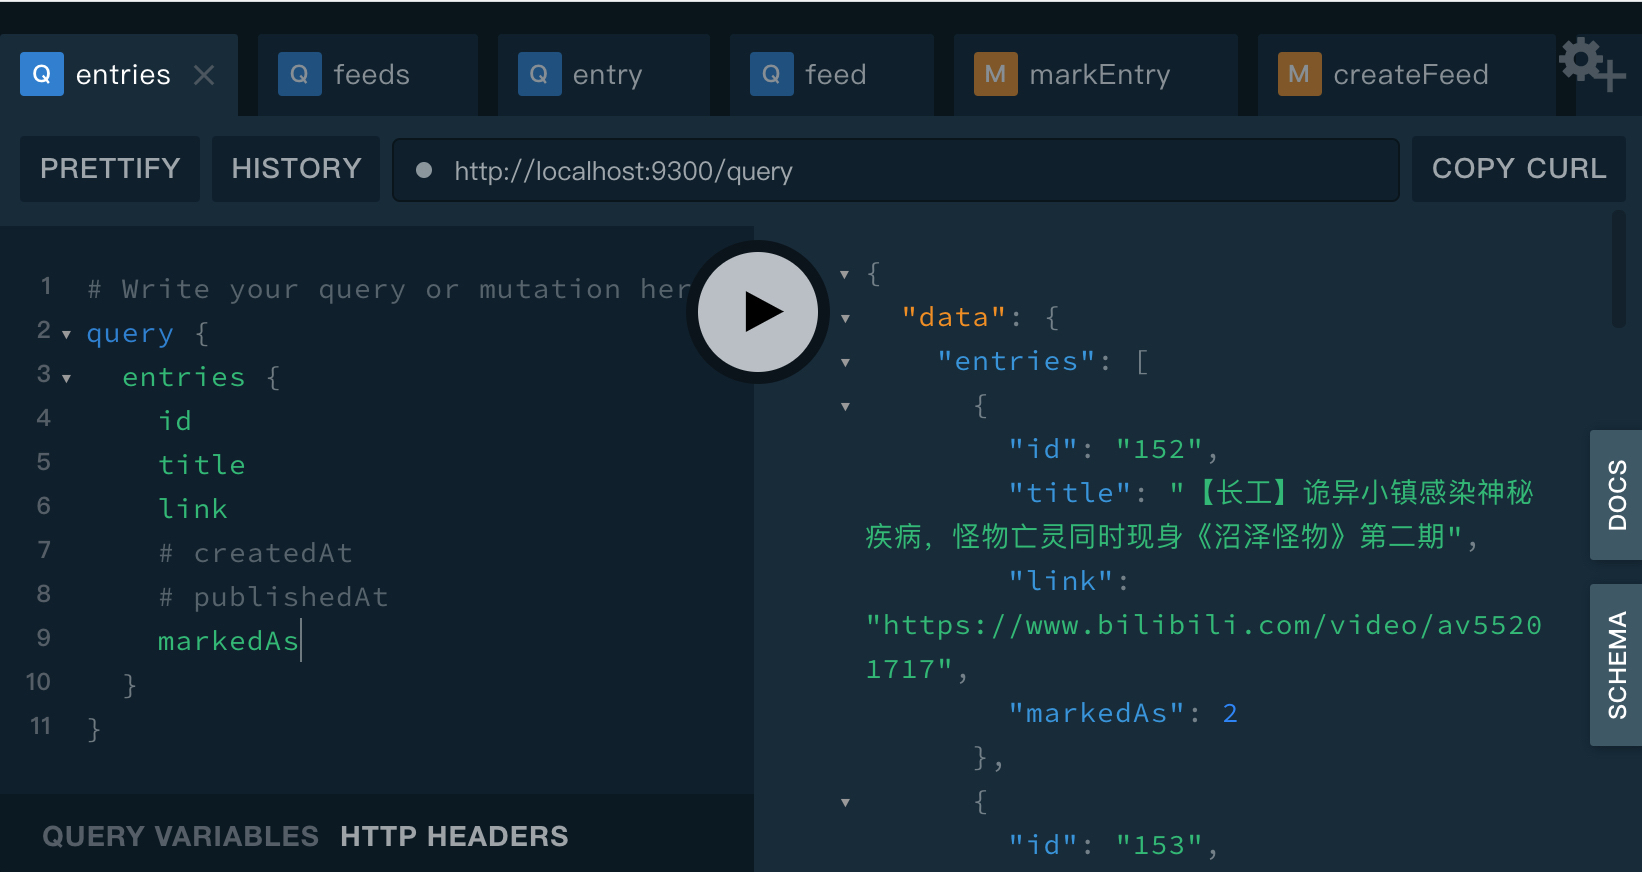 Q entries
Q feeds
Q entry
Q feed
M markEntry
M createFeed
PRETTIFY
HISTORY
http://localhost:9300/query
COPY CURL
1 # Write your query or mutation her
2 query {
3 entries {
4 id
5 title
6 link
7 # createdAt
8 # publishedAt
9 markedAs
10 }
11 }
QUERY VARIABLES
HTTP HEADERS
{
"data": {
"entries": [
{
"id": "152",
"title": "【长工】诡异小镇感染神秘
疾病，怪物亡灵同时现身《沼泽怪物》第二期",
"link":
"https://www.bilibili.com/video/av5520
1717",
"markedAs": 2
},
{
"id": "153",
DOCS
SCHEMA